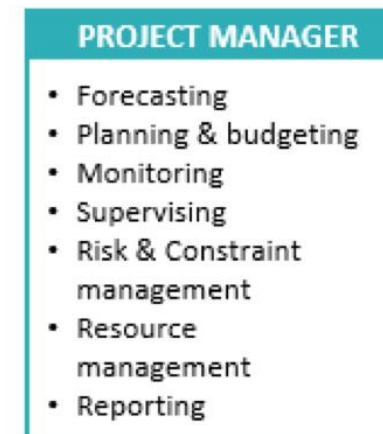 PROJECT MANAGER
• Forecasting
• Planning & budgeting
• Monitoring
• Supervising
• Risk & Constraint
management
• Resource
management
• Reporting